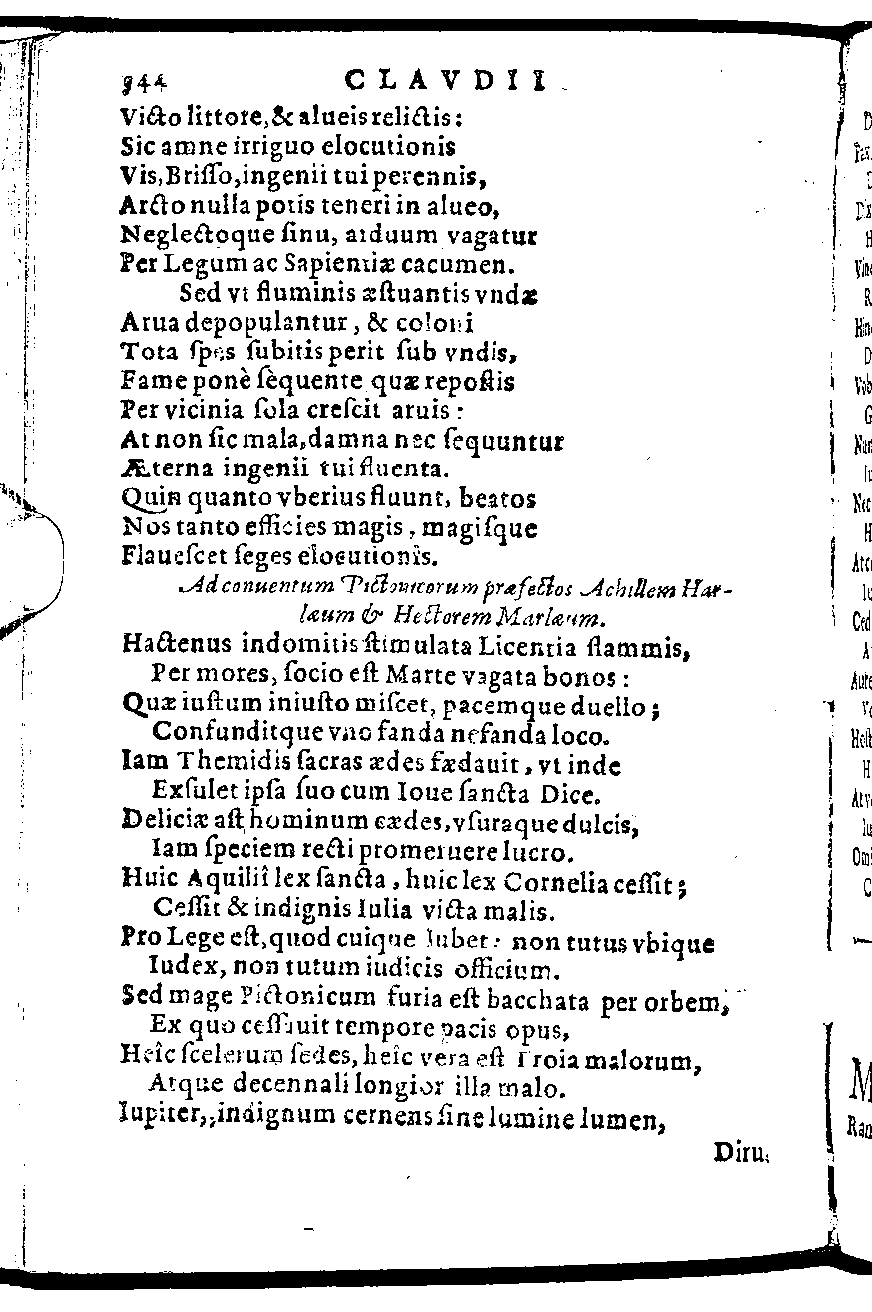 944 CLAVDII
Victo littore, & alueis relictis:
Sic amne irriguo elocutionis
Vis, Brisso, ingenii tui perennis,
Arcto nulla potis teneri in alueo,
Neglectoque sinu, arduum vagatur
Per Legum ac Sapientiæ cacumen.
Sed vt fluminis æstuantis vndæ
Arua depopulantur, & coloni
Tota spes subitis perit sub vndis,
Fame ponè sèquente quæ repostis
Per vicinia sola crescit aruis:
At non sic mala, damna nec sequuntur
Æterna ingenii tui fluenta.
Quin quanto vberius fluunt, beatos
Nos tanto efficies magis, magisque
Flauescet seges elocutionis.
Ad conuentum Pictonicorum præfectos Achillem Har-
læum & Hectorem Marlæum.
Hactenus indomitis stimulata Licentia flammis,
Per mores, socio est Marte vagata bonos:
Quæ iustum iniusto miscet, pacemque duello;
Confunditque vno fanda nefanda loco.
Iam Themidis sacras ædes fædauit, vt inde
Exsulet ipsa suo cum Ioue sancta Dice.
Deliciæ ast hominum cædes, vsuraque dulcis,
Iam speciem recti promeruere lucro.
Huic Aquilii lex sancta, huic lex Cornelia cessit;
Cessit & indignis Iulia victa malis.
Pro Lege est, quod cuique lubet: non tutus vbique
Iudex, non tutum iudicis officium.
Sed mage Pictonicum furia est bacchata per orbem,
Ex quo cessauit tempore pacis opus,
Heîc scelerum sedes, heîc vera est Troia malorum,
Atque decennali longior illa malo.
Iupiter, indignum cernens sine lumine lumen,
Diru,